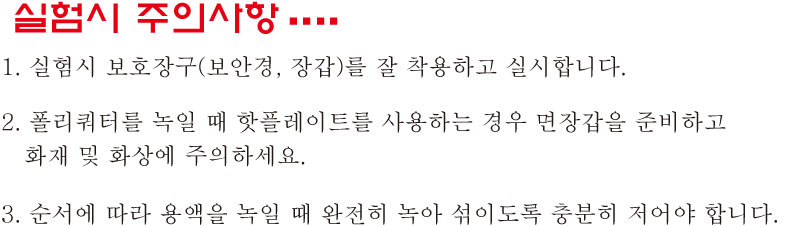 실험시 주의사항 ....
1. 실험시 보호장구(보안경, 장갑)를 잘 착용하고 실시합니다.
2. 폴리쿼터를 녹일 때 핫플레이트를 사용하는 경우 면장갑을 준비하고
화재 및 화상에 주의하세요.
3. 순서에 따라 용액을 녹일 때 완전히 녹아 섞이도록 충분히 저어야 합니다.